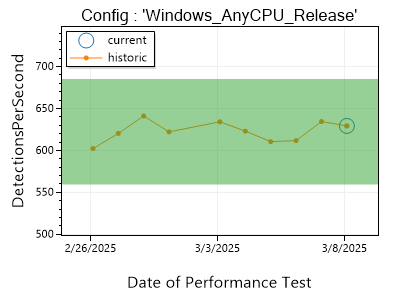 Config : 'Windows_AnyCPU_Release'
current
historic
DetectionsPerSecond
700
650
600
550
500
2/26/2025
3/3/2025
3/8/2025
Date of Performance Test